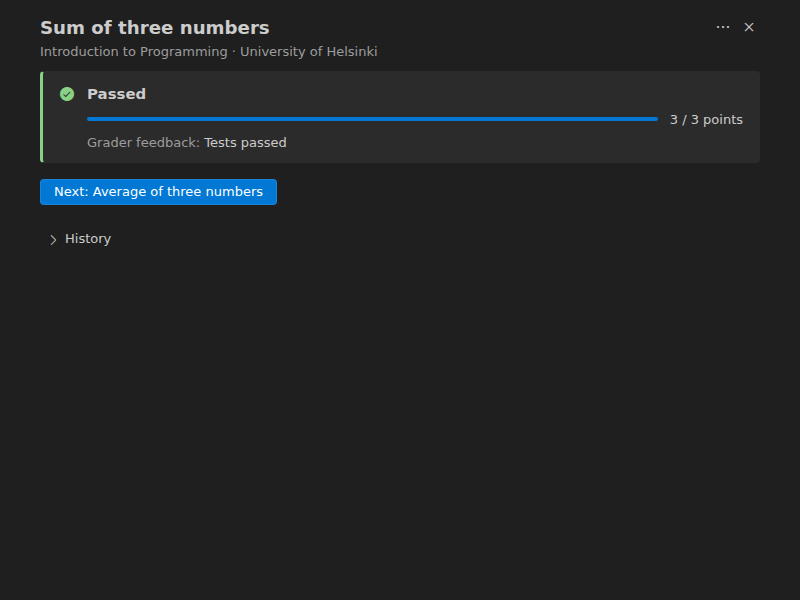 Sum of three numbers
Introduction to Programming · University of Helsinki
Passed
3 / 3 points
Grader feedback: Tests passed
Next: Average of three numbers
History